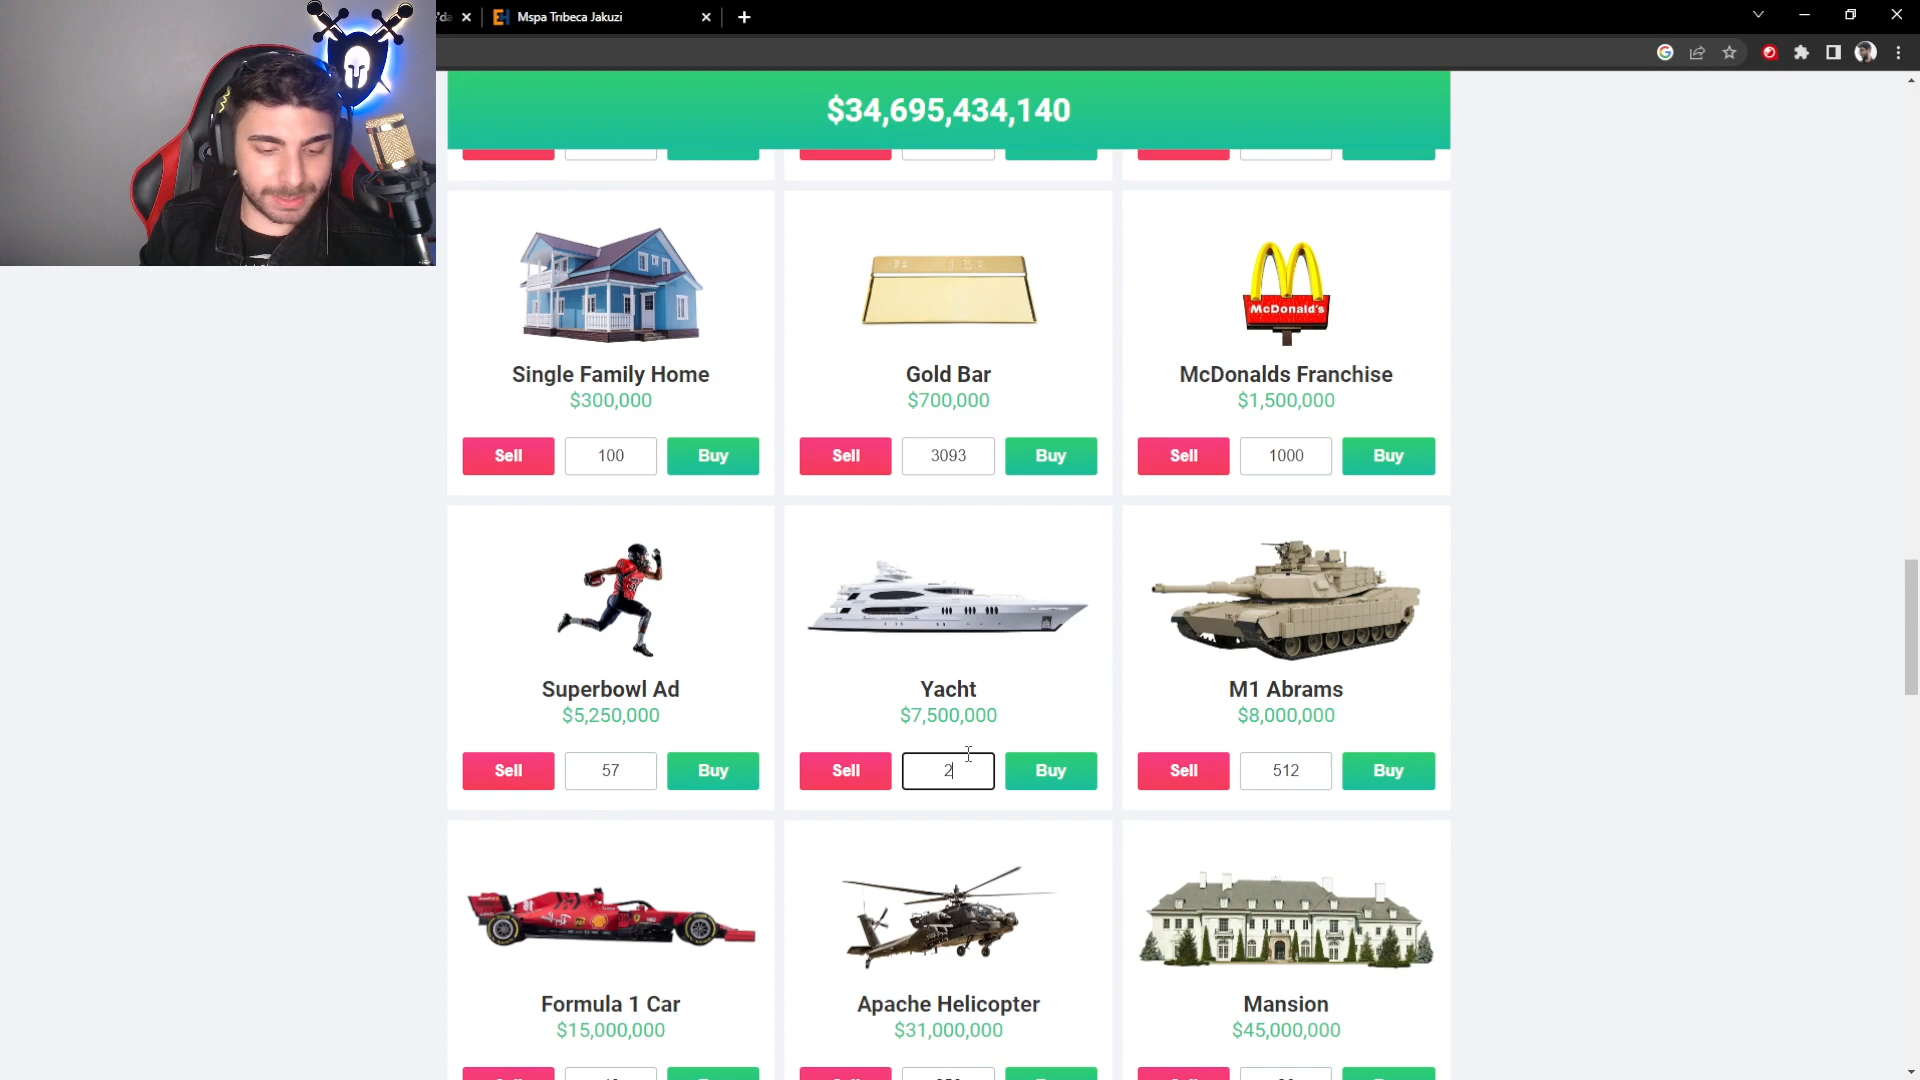 'da
Mspa Tribeca Jakuzi
$34,695,434,140
Single Family Home
$300,000
Sell
100
Buy
Gold Bar
$700,000
Sell
3093
Buy
McDonald's
McDonalds Franchise
$1,500,000
Sell
1000
Buy
Superbowl Ad
$5,250,000
Sell
57
Buy
Yacht
$7,500,000
Sell
2
Buy
M1 Abrams
$8,000,000
Sell
512
Buy
Formula 1 Car
$15,000,000
Apache Helicopter
$31,000,000
Mansion
$45,000,000